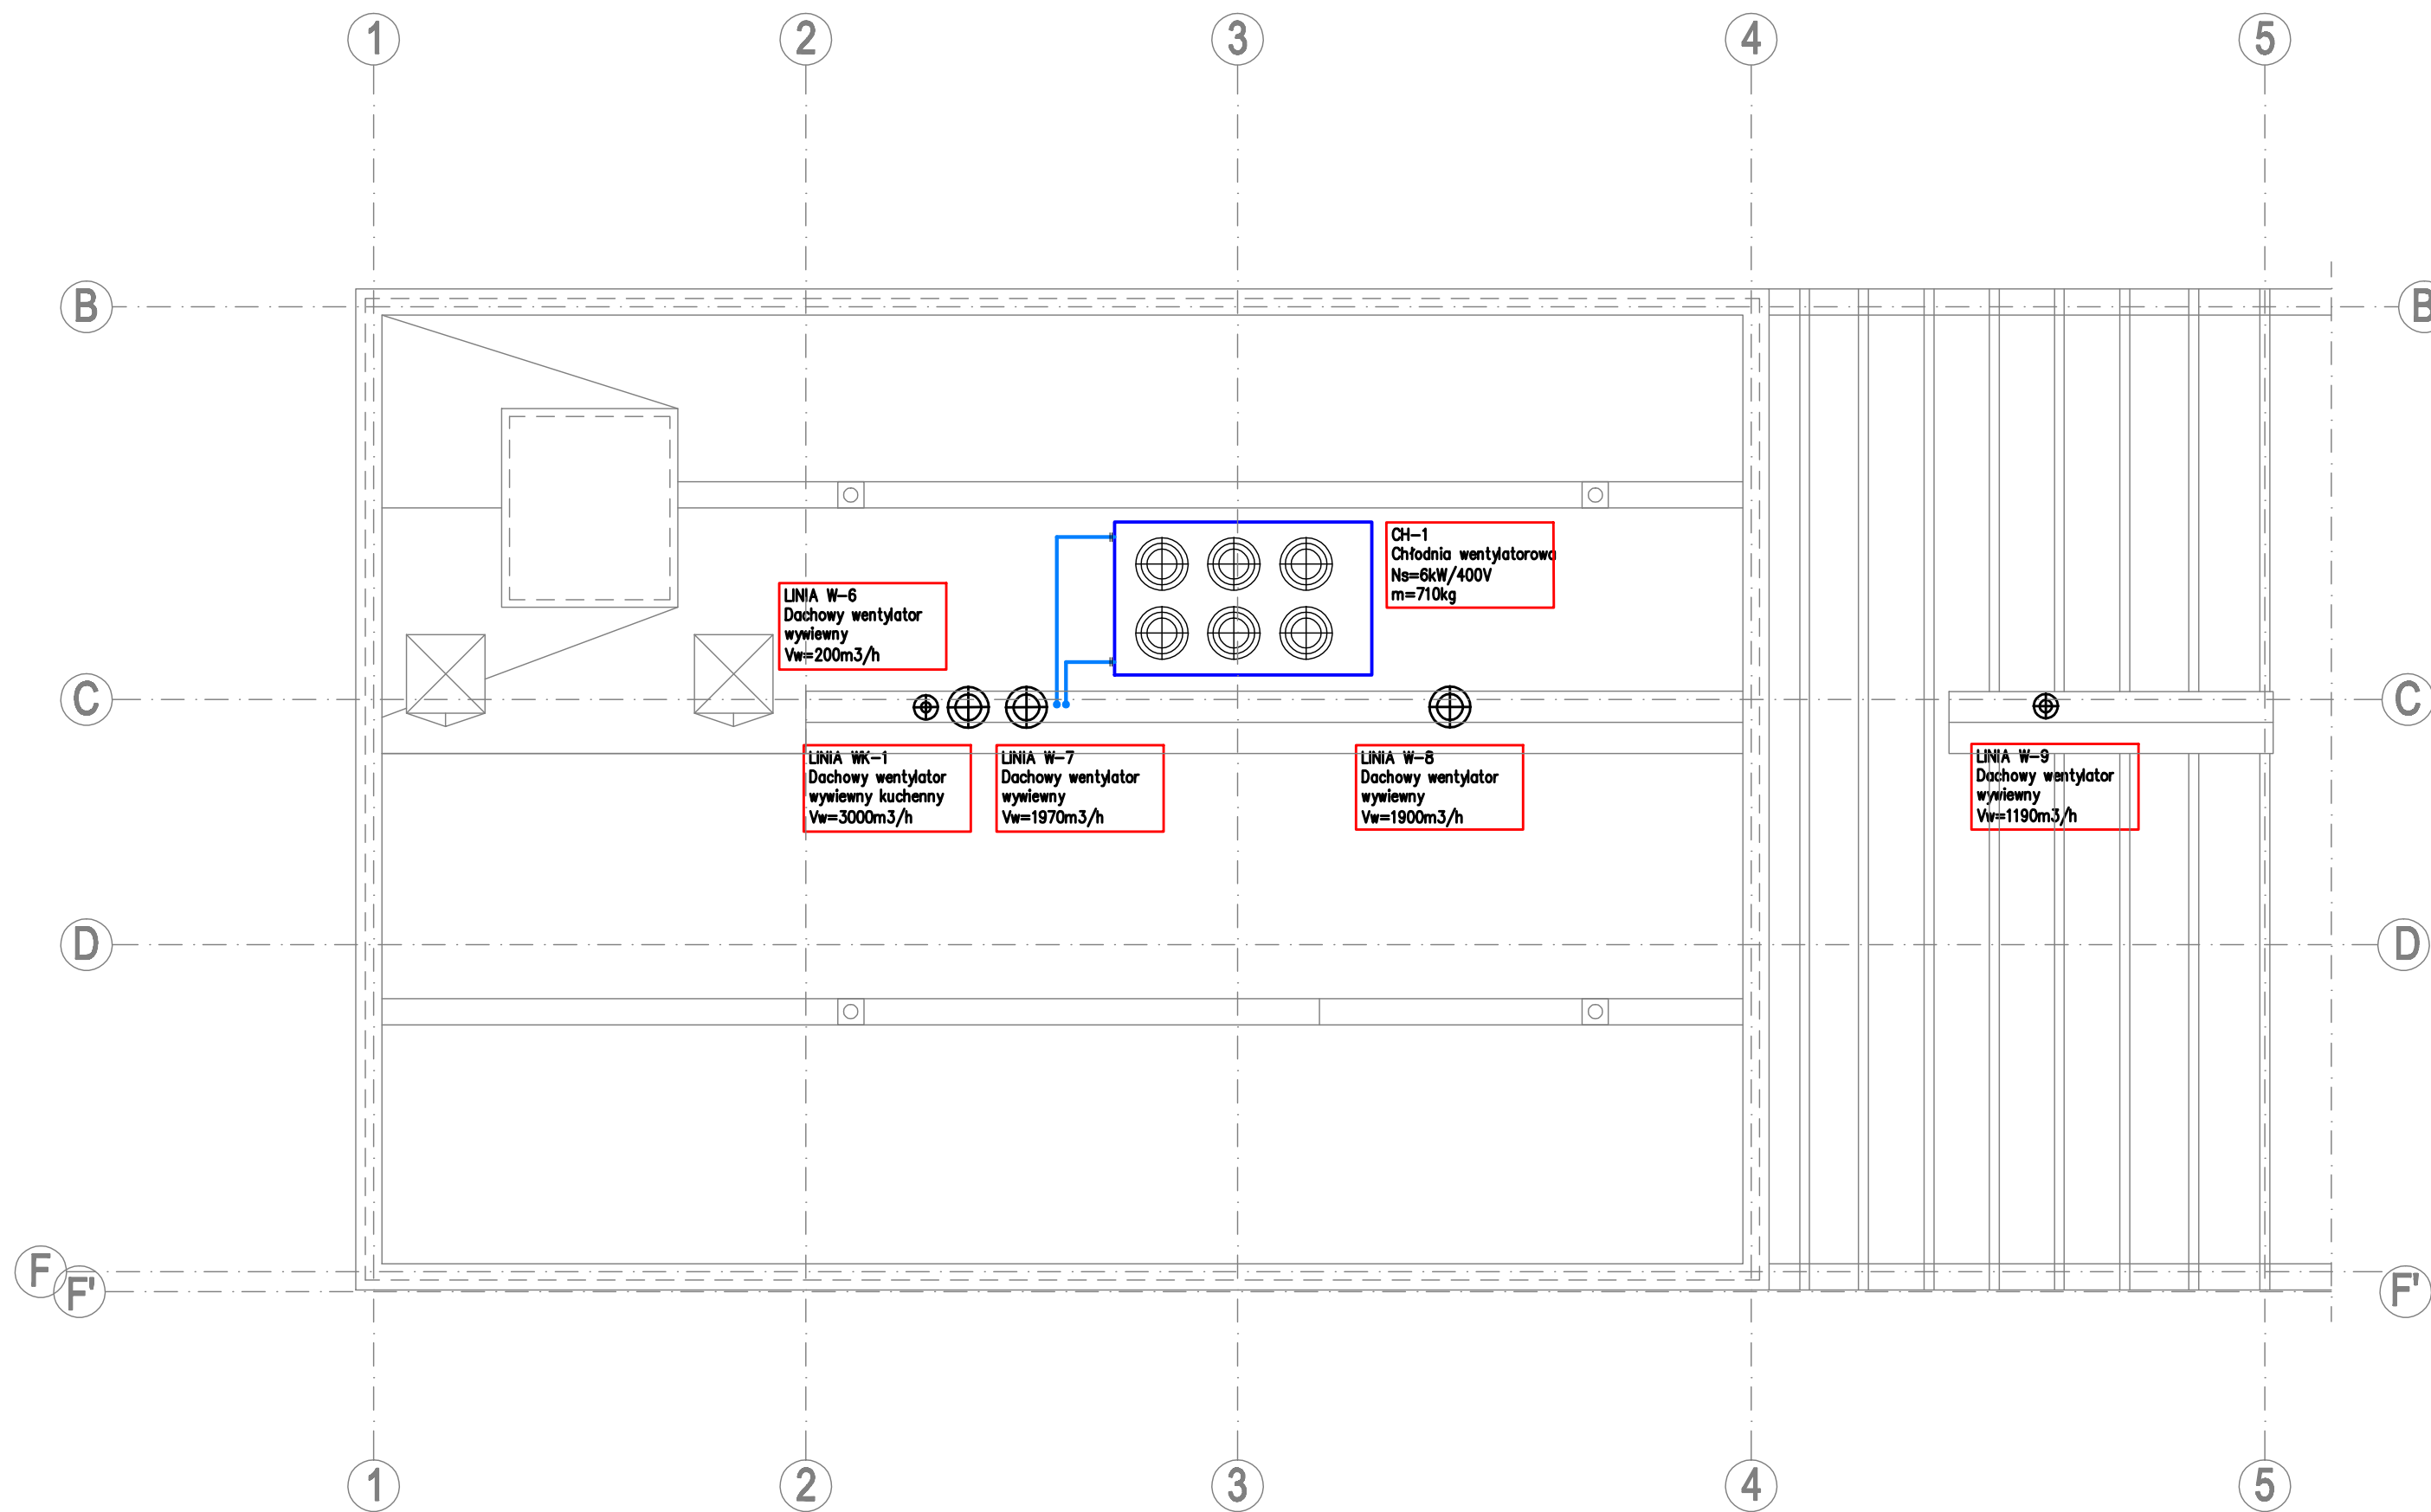 1 2 3 4 5
B B
CH-1
Chłodnia wentylatorowa
Ns=6kW/400V
m=710kg
LINIA W-6
Dachowy wentylator
wywiewny
Vw=200m3/h
C C
LINIA WK-1
Dachowy wentylator
wywiewny kuchenny
Vw=3000m3/h
LINIA W-7
Dachowy wentylator
wywiewny
Vw=1970m3/h
LINIA W-8
Dachowy wentylator
wywiewny
Vw=1900m3/h
LINIA W-9
Dachowy wentylator
wywiewny
Vw=1190m3/h
D D
F
F' F'
1 2 3 4 5